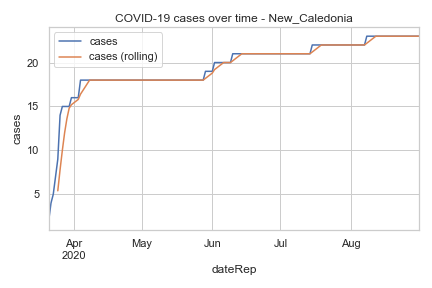 COVID-19 cases over time - New_Caledonia
cases
cases (rolling)
cases
20
15
10
5
Apr
2020
May
Jun
Jul
Aug
dateRep